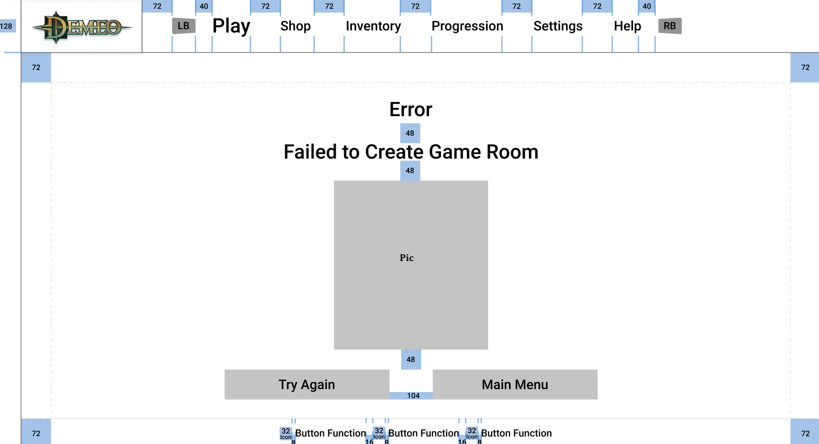 72 40 72 72 72 72 72 40
128 DEMEO LB Play Shop Inventory Progression Settings Help RB
72 72
Error
48
Failed to Create Game Room
48
Pic
48
Try Again Main Menu
104
72 32 Icon 8 Button Function 16 32 Icon 8 Button Function 16 32 Icon 8 Button Function 72